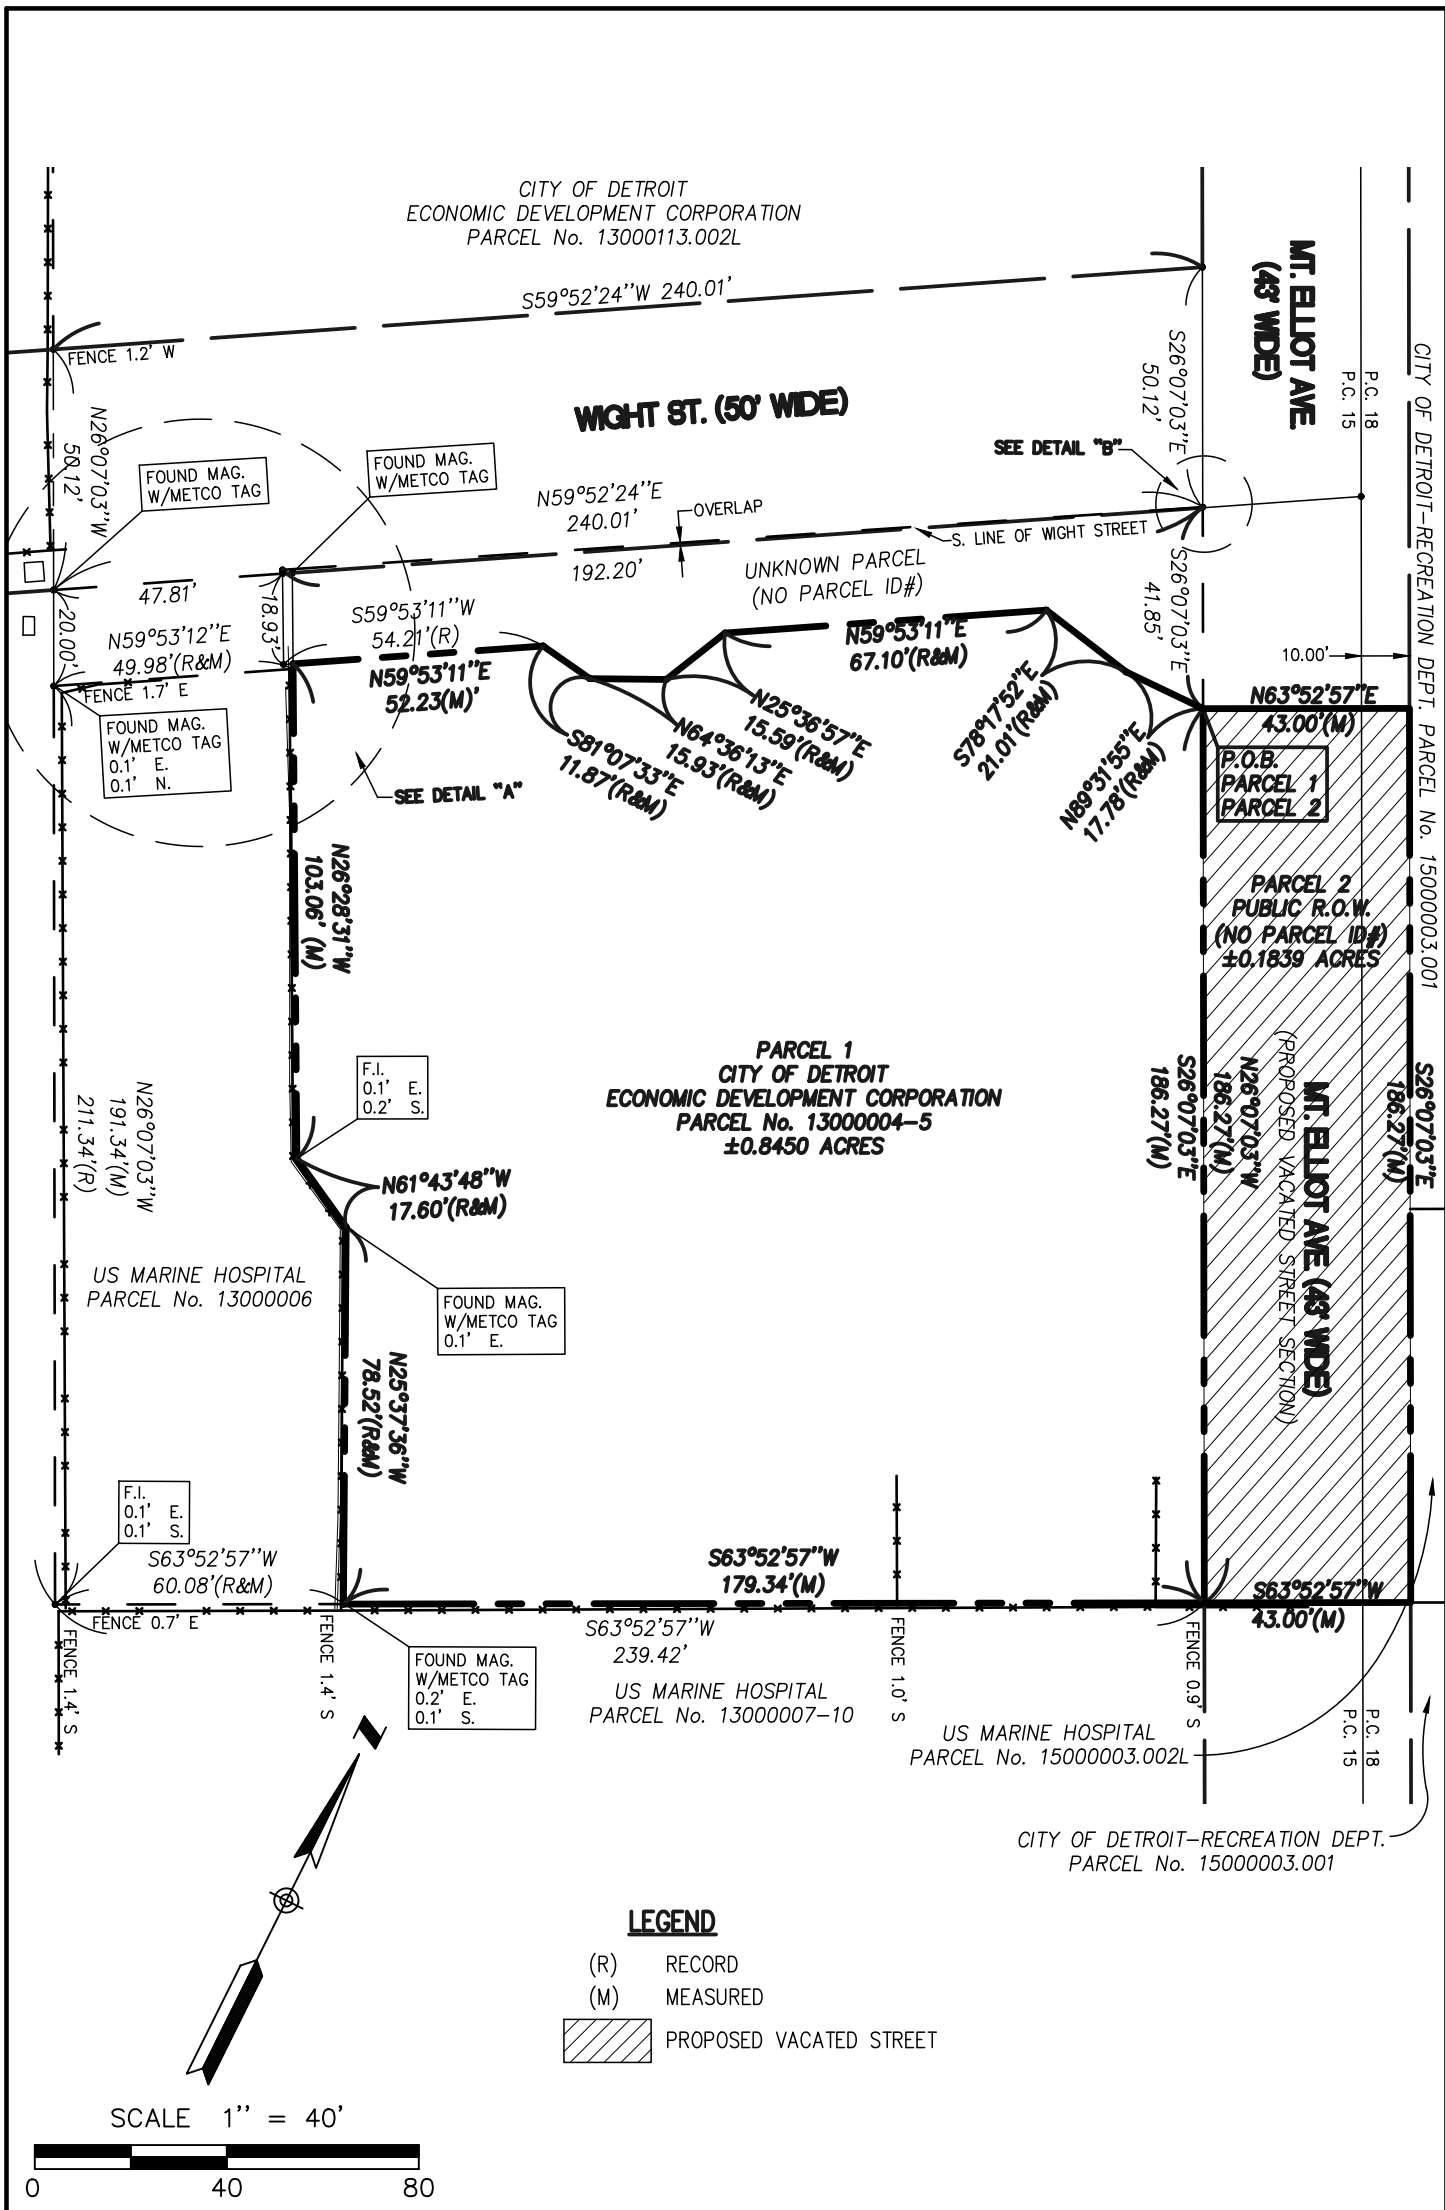 CITY OF DETROIT
ECONOMIC DEVELOPMENT CORPORATION
PARCEL No. 13000113.002L
S59°52'24''W 240.01'
FENCE 1.2' W
WIGHT ST. (50' WIDE)
MT. ELLIOT AVE.
(43' WIDE)
P.C. 18
P.C. 15
CITY OF DETROIT-RECREATION DEPT. PARCEL No. 15000003.001
S26°07'03''E
50.12'
N26°07'03''W
50.12'
FOUND MAG.
W/METCO TAG
FOUND MAG.
W/METCO TAG
SEE DETAIL "B"
N59°52'24''E
240.01'
OVERLAP
S. LINE OF WIGHT STREET
192.20'
UNKNOWN PARCEL
(NO PARCEL ID#)
S26°07'03''E
41.85'
47.81'
18.93'
20.00'
N59°53'12''E
49.98'(R&M)
S59°53'11''W
54.21'(R)
N59°53'11''E
52.23(M)'
N59°53'11''E
67.10'(R&M)
10.00'
FENCE 1.7' E
FOUND MAG.
W/METCO TAG
0.1' E.
0.1' N.
SEE DETAIL "A"
S81°07'33''E
11.87'(R&M)
N64°36'13''E
15.93'(R&M)
N25°36'57''E
15.59'(R&M)
S78°17'52''E
21.01'(R&M)
N89°31'55''E
17.78'(R&M)
N63°52'57''E
43.00'(M)
P.O.B.
PARCEL 1
PARCEL 2
N26°28'31''W
103.06' (M)
PARCEL 2
PUBLIC R.O.W.
(NO PARCEL ID#)
±0.1839 ACRES
F.I.
0.1' E.
0.2' S.
PARCEL 1
CITY OF DETROIT
ECONOMIC DEVELOPMENT CORPORATION
PARCEL No. 13000004-5
±0.8450 ACRES
S26°07'03''E
186.27'(M)
N26°07'03''W
186.27'(M)
MT. ELLIOT AVE. (43' WIDE)
(PROPOSED VACATED STREET SECTION)
S26°07'03''E
186.27'(M)
N26°07'03''W
191.34'(M)
211.34'(R)
N61°43'48''W
17.60'(R&M)
US MARINE HOSPITAL
PARCEL No. 13000006
FOUND MAG.
W/METCO TAG
0.1' E.
N25°37'36''W
78.52'(R&M)
F.I.
0.1' E.
0.1' S.
S63°52'57''W
60.08'(R&M)
FENCE 0.7' E
S63°52'57''W
179.34'(M)
S63°52'57''W
43.00'(M)
FENCE 1.4' S
FENCE 1.4' S
S63°52'57''W
239.42'
FENCE 1.0' S
FENCE 0.9' S
FOUND MAG.
W/METCO TAG
0.2' E.
0.1' S.
US MARINE HOSPITAL
PARCEL No. 13000007-10
US MARINE HOSPITAL
PARCEL No. 15000003.002L
P.C. 18
P.C. 15
CITY OF DETROIT-RECREATION DEPT.
PARCEL No. 15000003.001
N
LEGEND
(R) RECORD
(M) MEASURED
PROPOSED VACATED STREET
SCALE 1'' = 40'
0 40 80